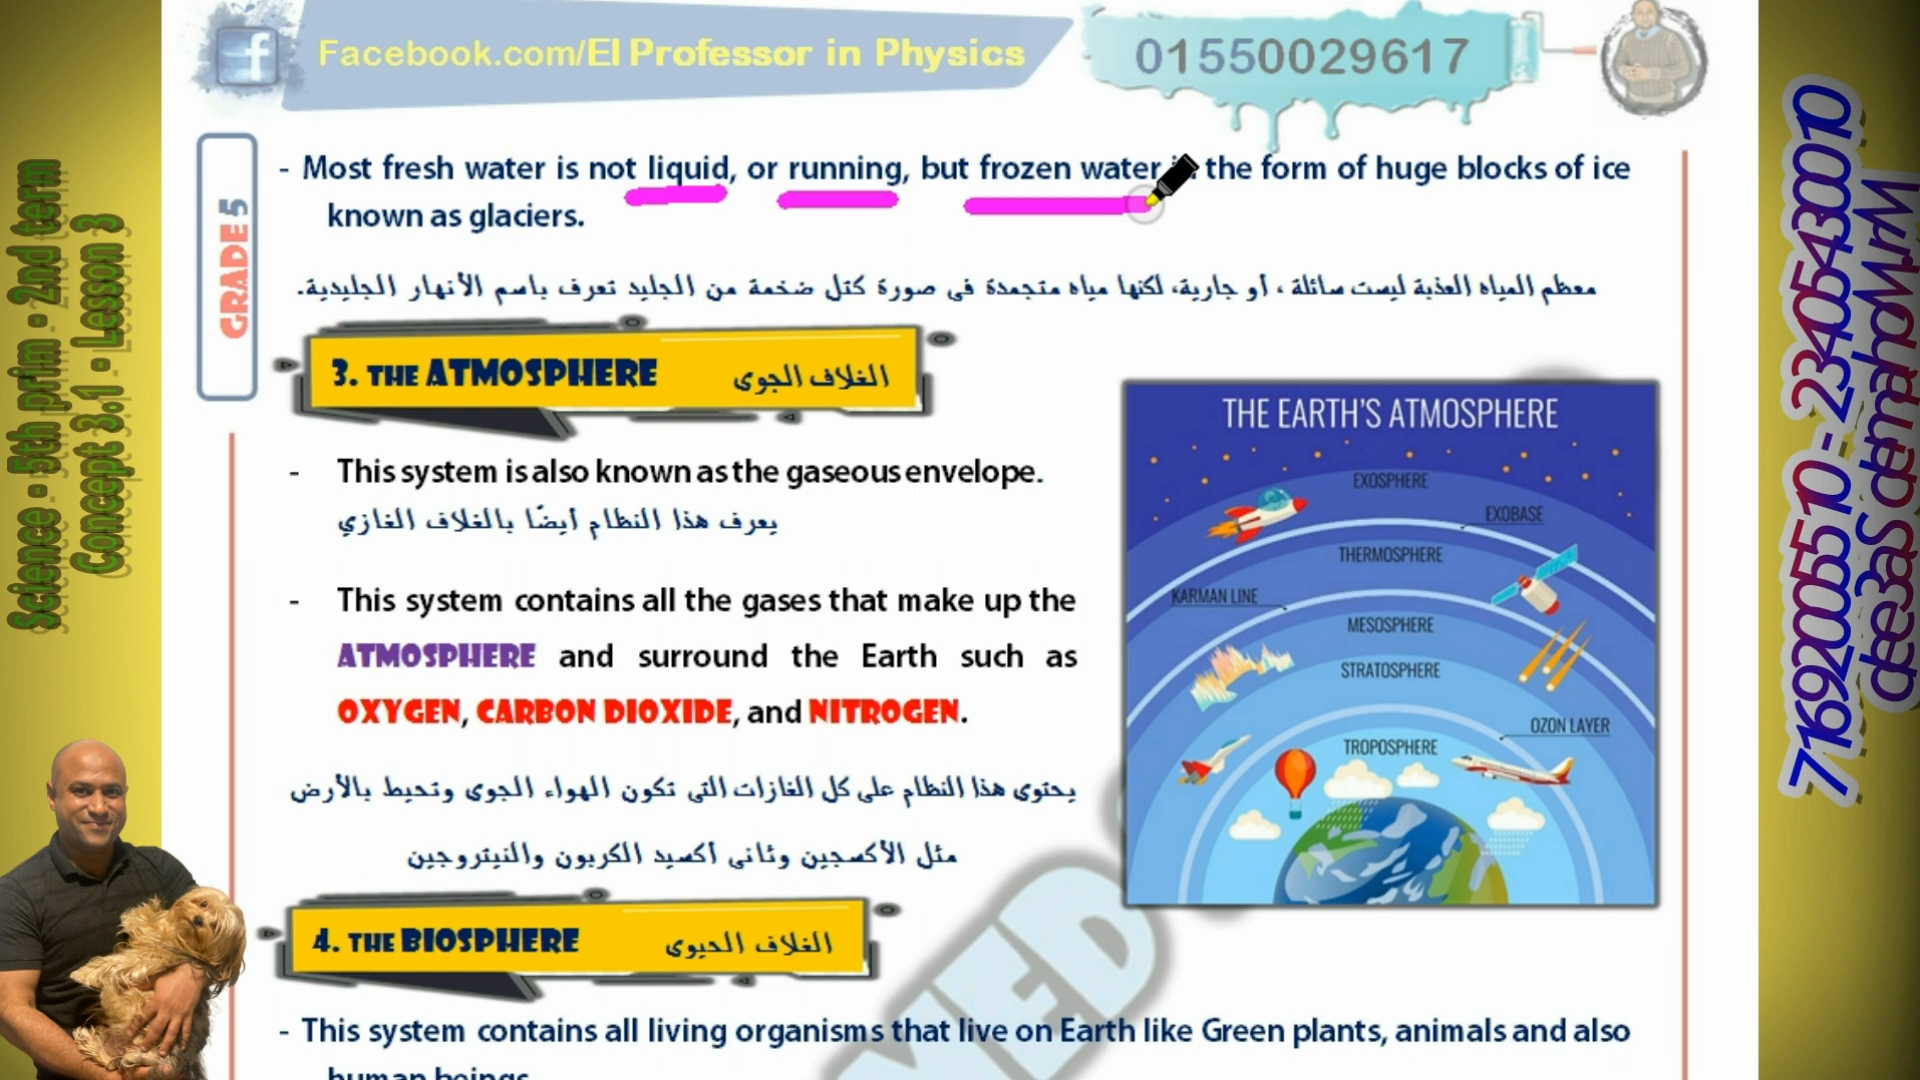 Facebook.com/El Professor in Physics
01550029617
GRADE 5
- Most fresh water is not liquid, or running, but frozen water the form of huge blocks of ice
known as glaciers.
معظم المياه العذبة ليست سائلة ، أو جارية، لكنها مياه متجمدة فى صورة كتل ضخمة من الجليد تعرف باسم الأنهار الجليدية.
3. THE ATMOSPHERE الغلاف الجوى
- This system is also known as the gaseous envelope.
يعرف هذا النظام أيضًا بالغلاف الغازي
- This system contains all the gases that make up the
ATMOSPHERE and surround the Earth such as
OXYGEN, CARBON DIOXIDE, and NITROGEN.
يحتوى هذا النظام على كل الغازات التى تكون الهواء الجوى وتحيط بالأرض
مثل الأكسجين وثانى أكسيد الكربون والنيتروجين
THE EARTH'S ATMOSPHERE
EXOSPHERE
EXOBASE
THERMOSPHERE
KARMAN LINE
MESOSPHERE
STRATOSPHERE
OZON LAYER
TROPOSPHERE
4. THE BIOSPHERE الغلاف الحيوى
- This system contains all living organisms that live on Earth like Green plants, animals and also
human beings
Science - 5th prim - 2nd term
Concept 3.1 - Lesson 3